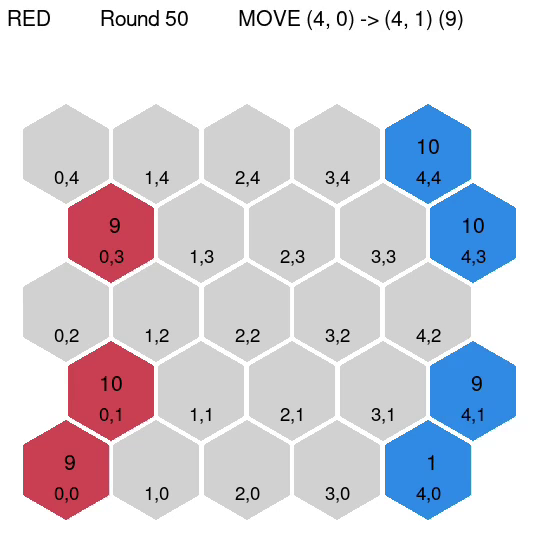 RED Round 50 MOVE (4, 0) -> (4, 1) (9)
10
0,4 1,4 2,4 3,4 4,4
9 10
0,3 1,3 2,3 3,3 4,3
0,2 1,2 2,2 3,2 4,2
10 9
0,1 1,1 2,1 3,1 4,1
9 1
0,0 1,0 2,0 3,0 4,0